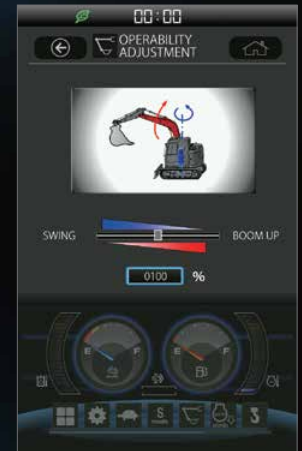 00:00
OPERABILITY
ADJUSTMENT
SWING BOOM UP
0100 %
E F E F
S